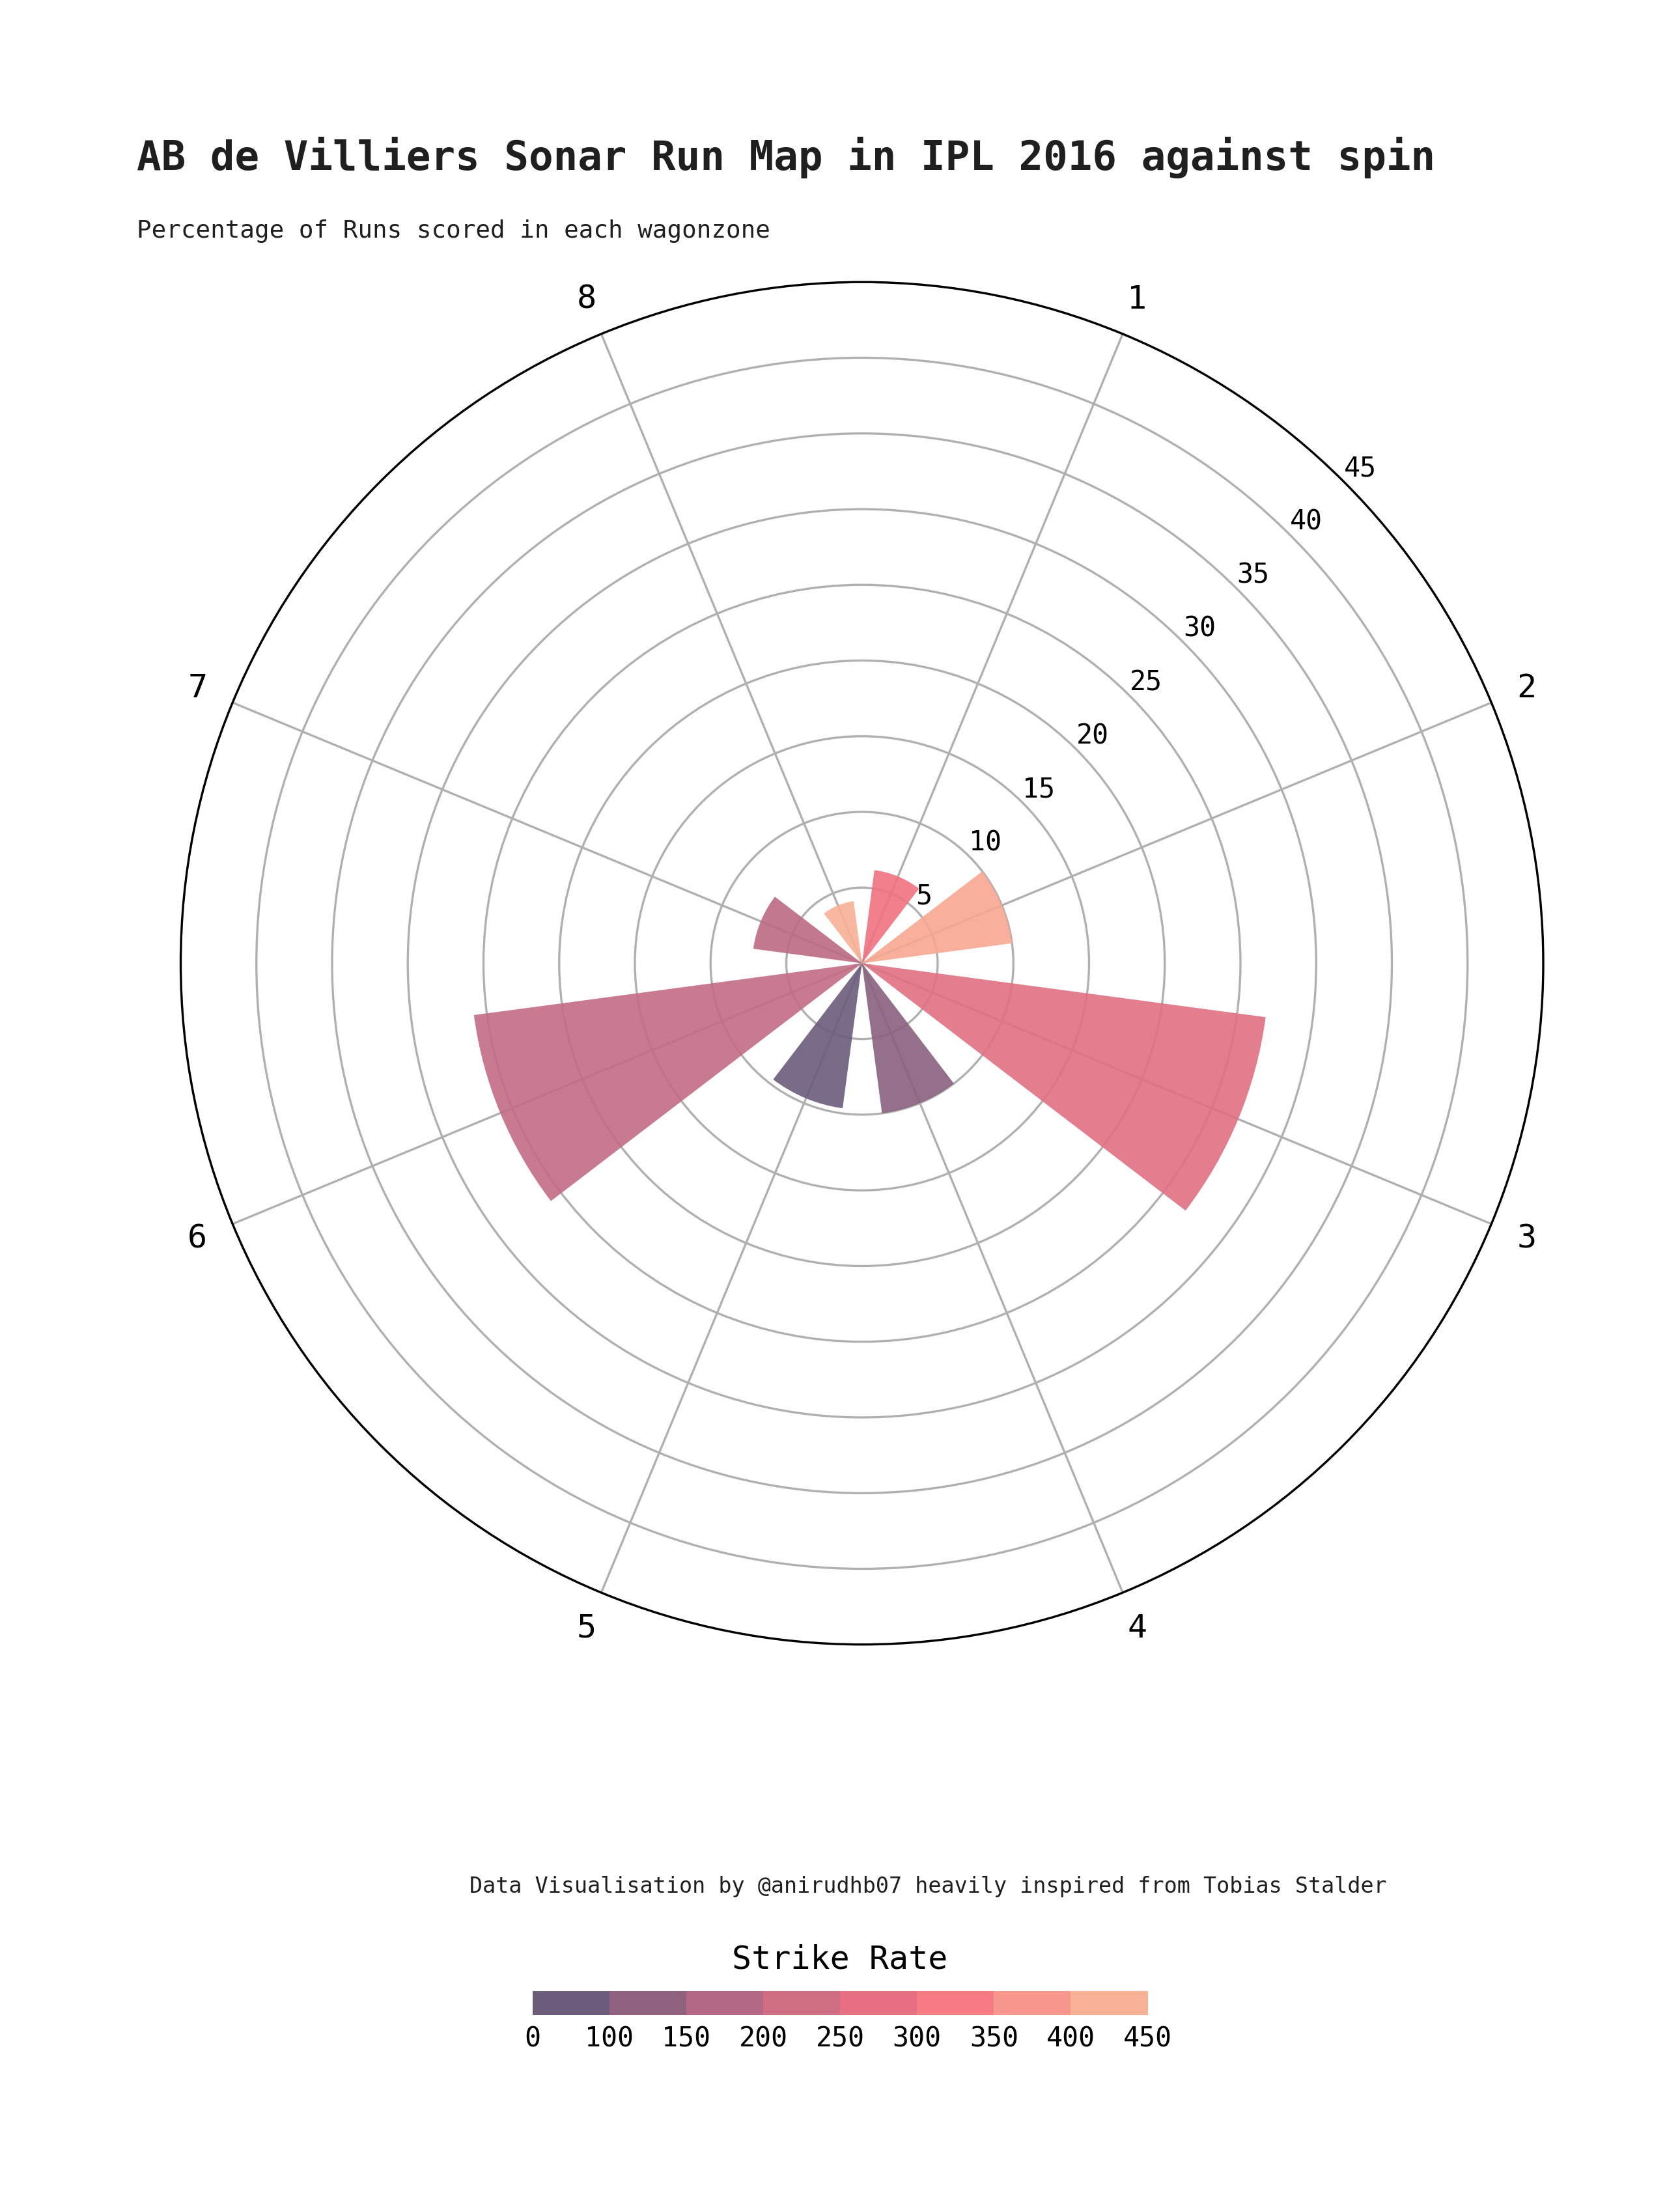 AB de Villiers Sonar Run Map in IPL 2016 against spin
Percentage of Runs scored in each wagonzone
8 1
45
40
35
30
7 25 2
20
15
10
5
6 3
5 4
Data Visualisation by @anirudhb07 heavily inspired from Tobias Stalder
Strike Rate
0 100 150 200 250 300 350 400 450